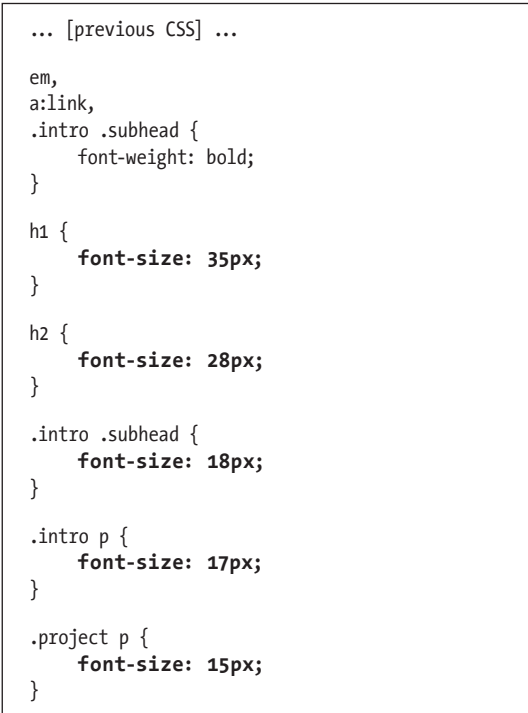 ... [previous CSS] ...
em,
a:link,
.intro .subhead {
font-weight: bold;
}
h1 {
font-size: 35px;
}
h2 {
font-size: 28px;
}
.intro .subhead {
font-size: 18px;
}
.intro p {
font-size: 17px;
}
.project p {
font-size: 15px;
}